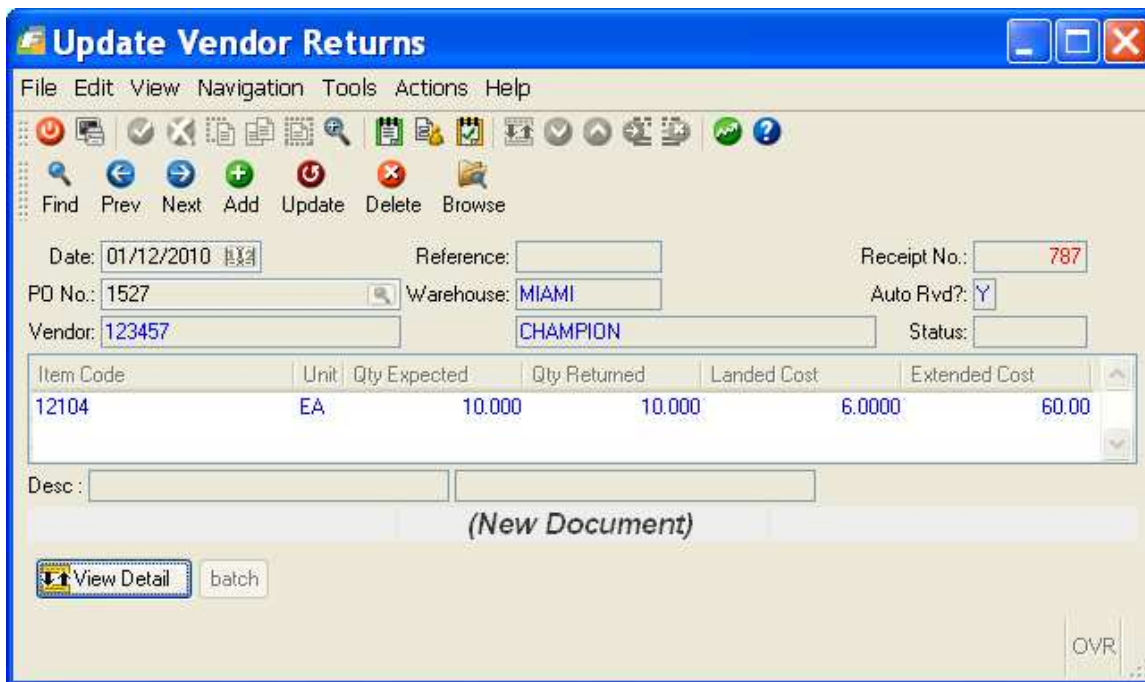 Update Vendor Returns
File Edit View Navigation Tools Actions Help
Find Prev Next Add Update Delete Browse
Date: 01/12/2010 Reference: Receipt No.: 787
PO No.: 1527 Warehouse: MIAMI Auto Rvd?: Y
Vendor: 123457 CHAMPION Status:
Item Code Unit Qty Expected Qty Returned Landed Cost Extended Cost
12104 EA 10.000 10.000 6.0000 60.00
Desc :
(New Document)
View Detail batch
OVR